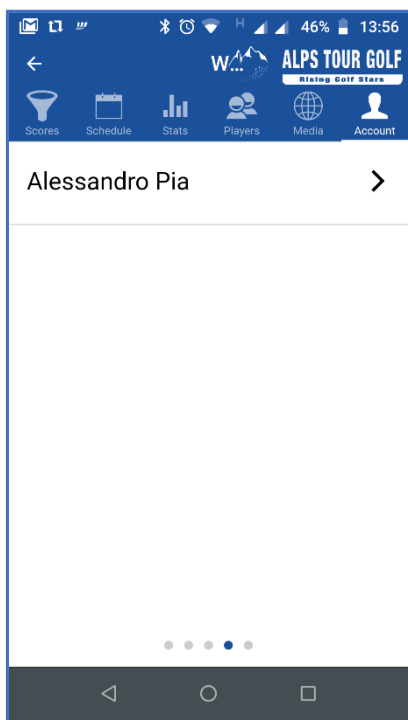 46% 13:56
W... ALPS TOUR GOLF
Rising Golf Stars
Scores Schedule Stats Players Media Account
Alessandro Pia